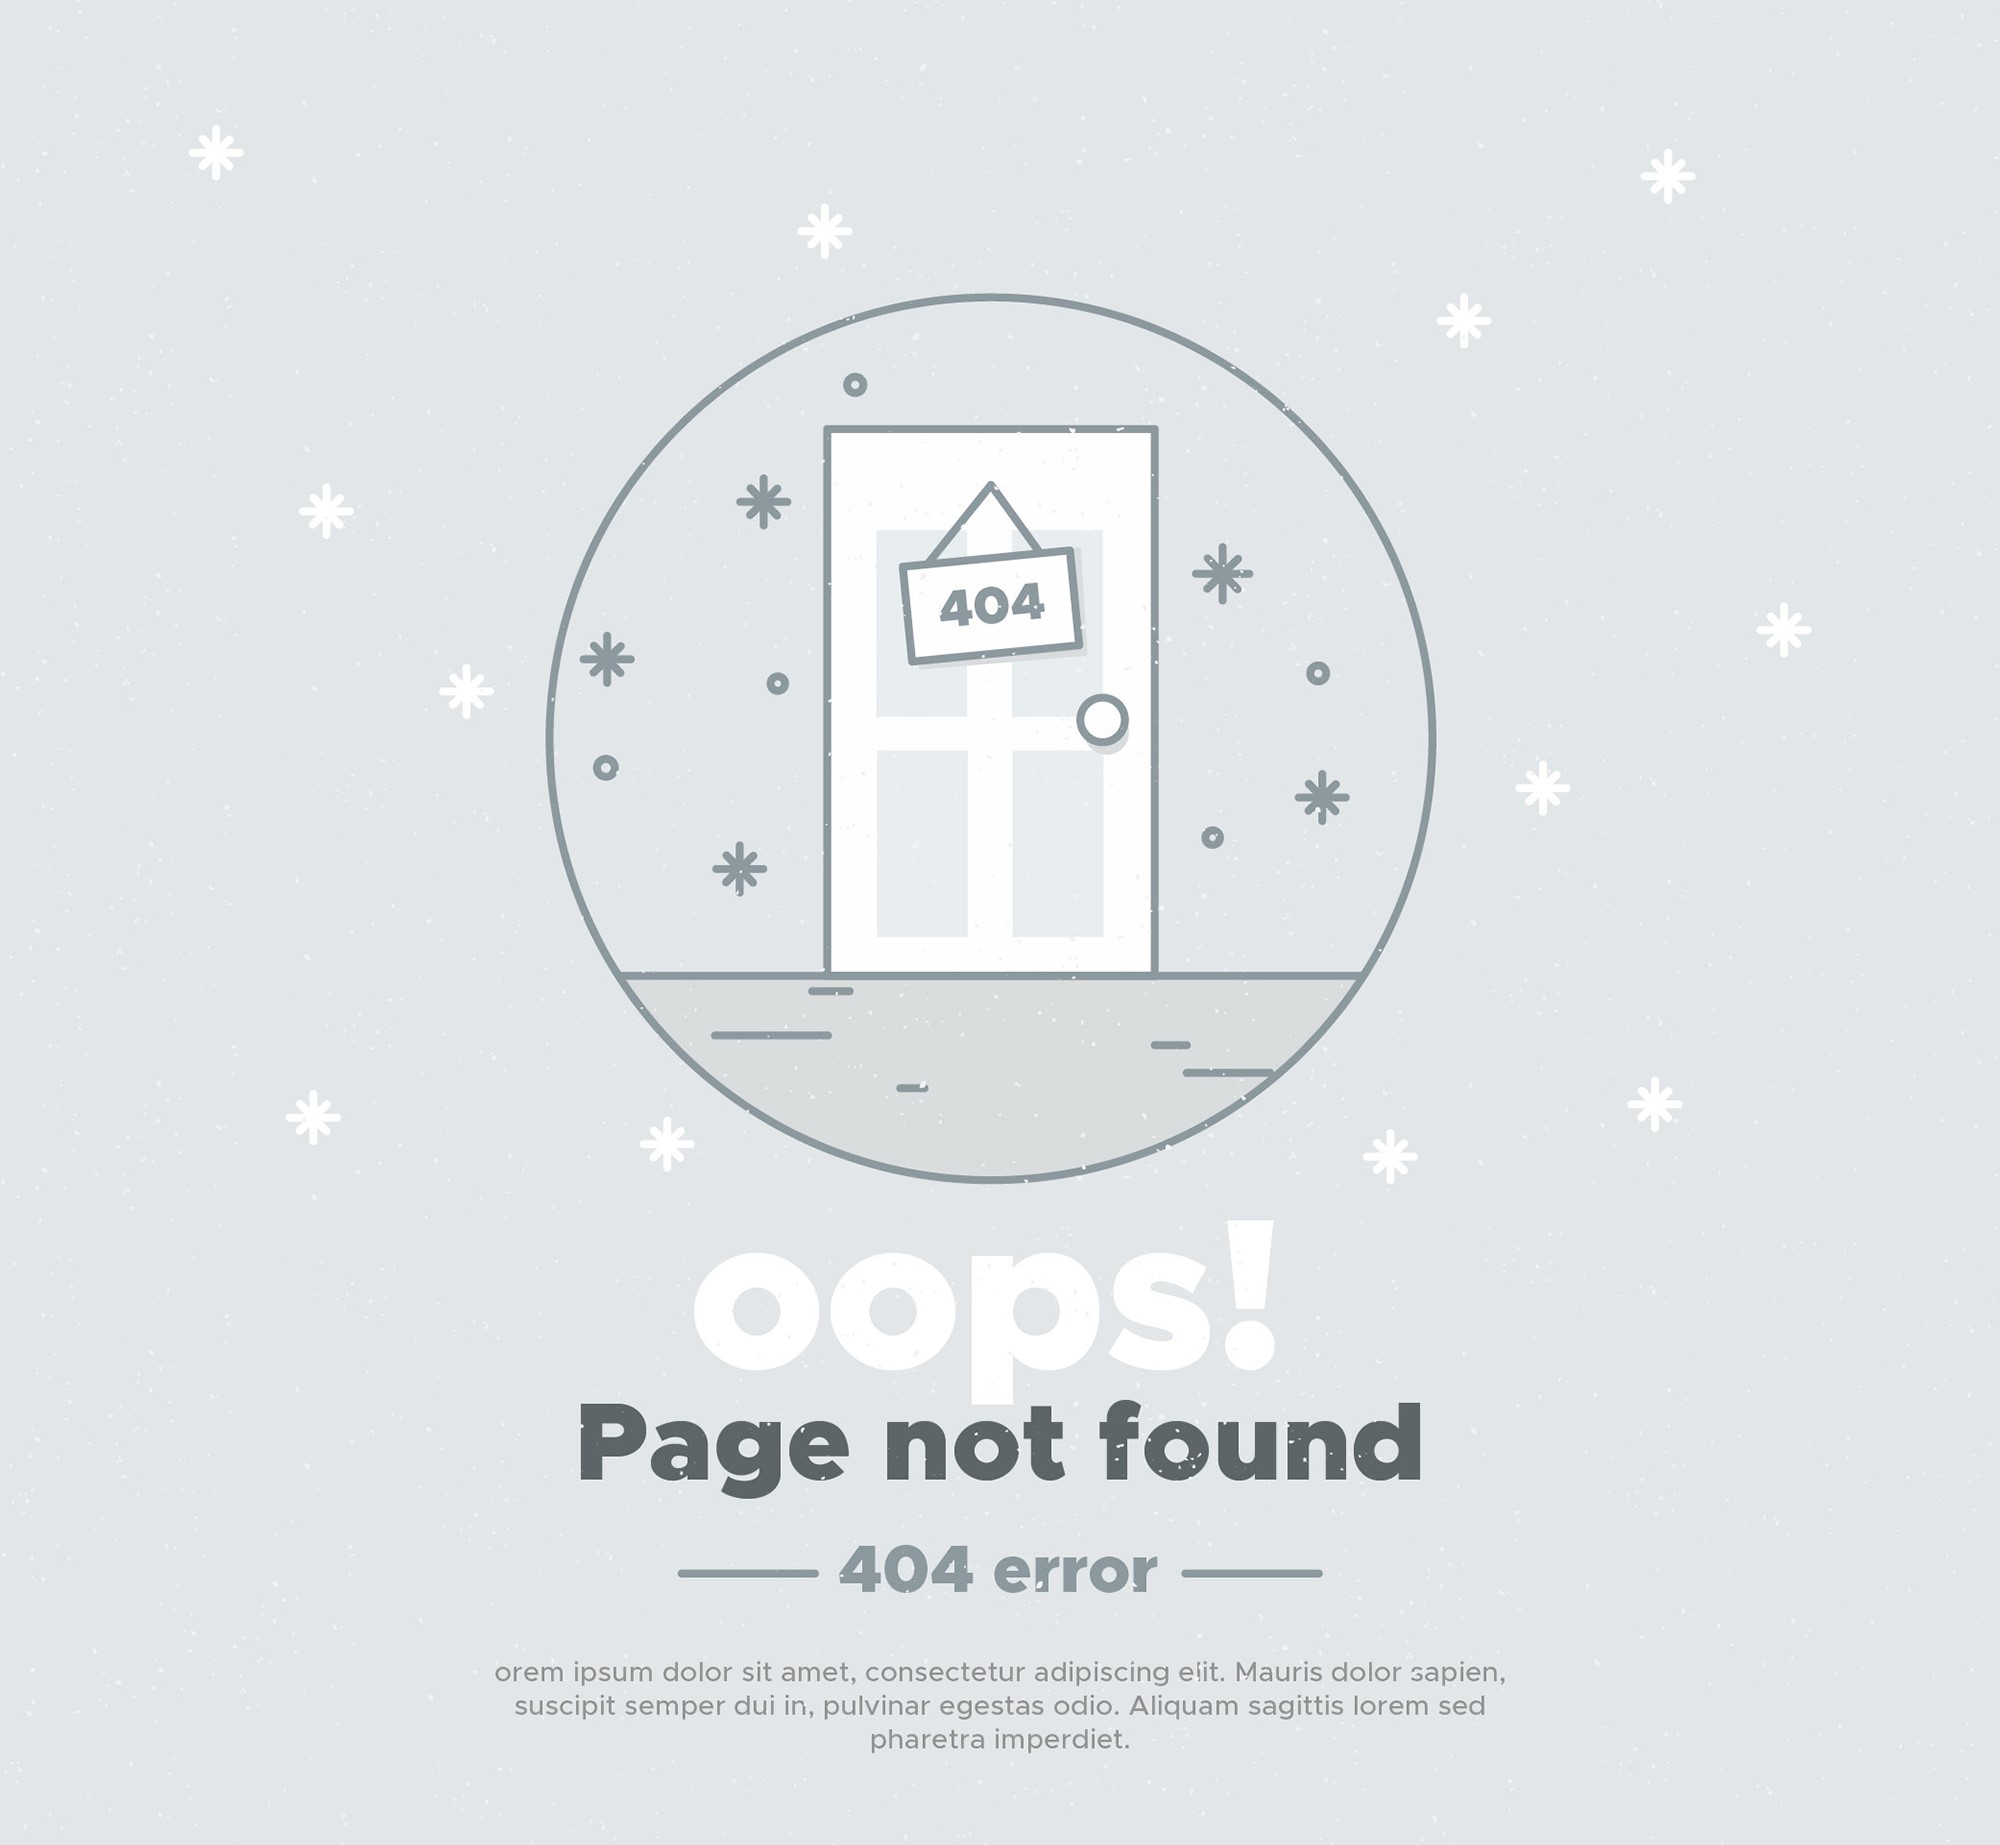 404
oops!
Page not found
404 error
orem ipsum dolor sit amet, consectetur adipiscing elit. Mauris dolor sapien,
suscipit semper dui in, pulvinar egestas odio. Aliquam sagittis lorem sed
pharetra imperdiet.